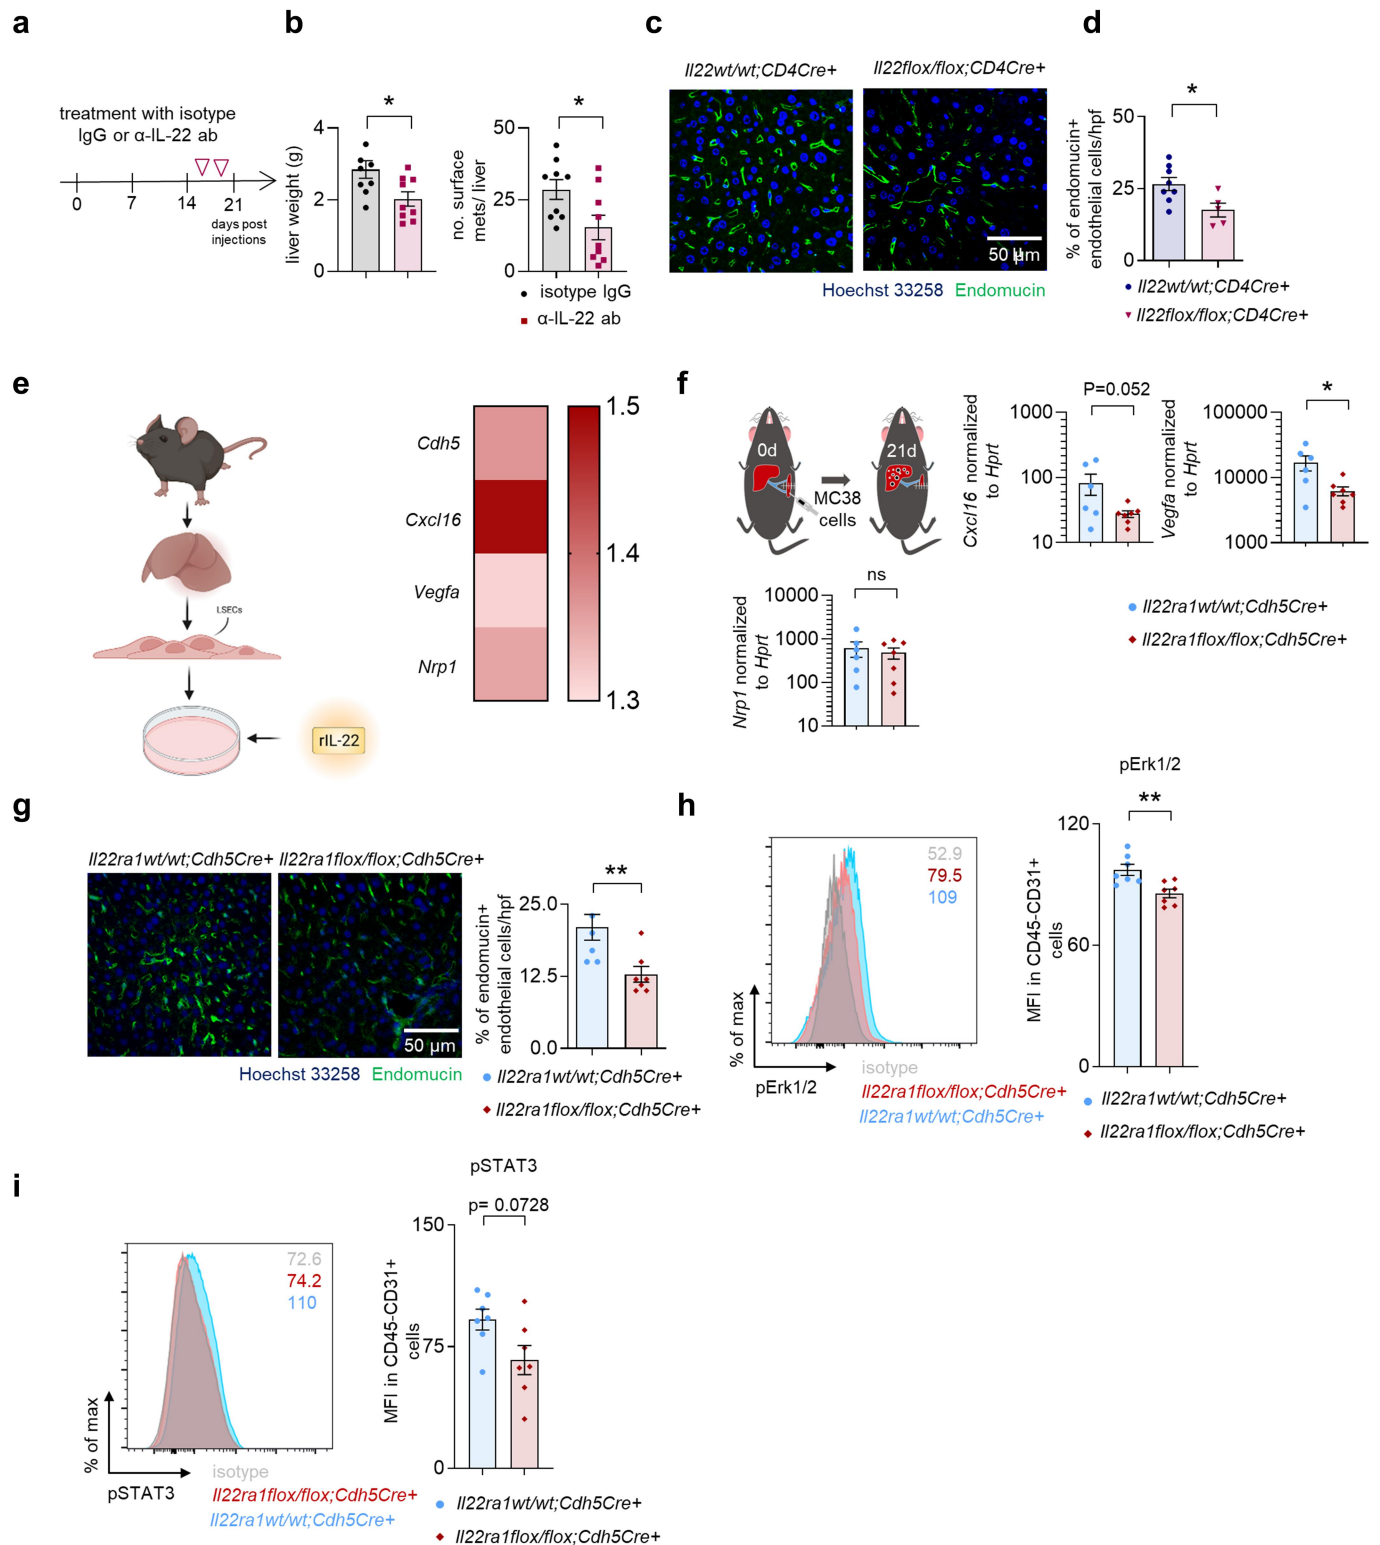 a
treatment with isotype
IgG or α-IL-22 ab
0 7 14 21
days post
injections
b
*
liver weight (g)
4
2
0
*
no. surface
mets/ liver
50
25
0
isotype IgG
α-IL-22 ab
c
Il22wt/wt;CD4Cre+ Il22flox/flox;CD4Cre+
50 µm
Hoechst 33258 Endomucin
d
*
% of endomucin+
endothelial cells/hpf
50
25
0
Il22wt/wt;CD4Cre+
Il22flox/flox;CD4Cre+
e
LSECs
rIL-22
Cdh5
Cxcl16
Vegfa
Nrp1
1.5
1.4
1.3
f
0d
21d
MC38
cells
P=0.052
Cxcl16 normalized
to Hprt
1000
100
10
*
Vegfa normalized
to Hprt
100000
10000
1000
ns
Nrp1 normalized
to Hprt
10000
1000
100
10
Il22ra1wt/wt;Cdh5Cre+
Il22ra1flox/flox;Cdh5Cre+
g
Il22ra1wt/wt;Cdh5Cre+ Il22ra1flox/flox;Cdh5Cre+
50 µm
Hoechst 33258 Endomucin
**
% of endomucin+
endothelial cells/hpf
25.0
12.5
0.0
Il22ra1wt/wt;Cdh5Cre+
Il22ra1flox/flox;Cdh5Cre+
h
52.9
79.5
109
% of max
pErk1/2
isotype
Il22ra1flox/flox;Cdh5Cre+
Il22ra1wt/wt;Cdh5Cre+
pErk1/2
**
MFI in CD45-CD31+
cells
120
60
0
Il22ra1wt/wt;Cdh5Cre+
Il22ra1flox/flox;Cdh5Cre+
i
72.6
74.2
110
% of max
pSTAT3
isotype
Il22ra1flox/flox;Cdh5Cre+
Il22ra1wt/wt;Cdh5Cre+
pSTAT3
p= 0.0728
MFI in CD45-CD31+
cells
150
75
0
Il22ra1wt/wt;Cdh5Cre+
Il22ra1flox/flox;Cdh5Cre+